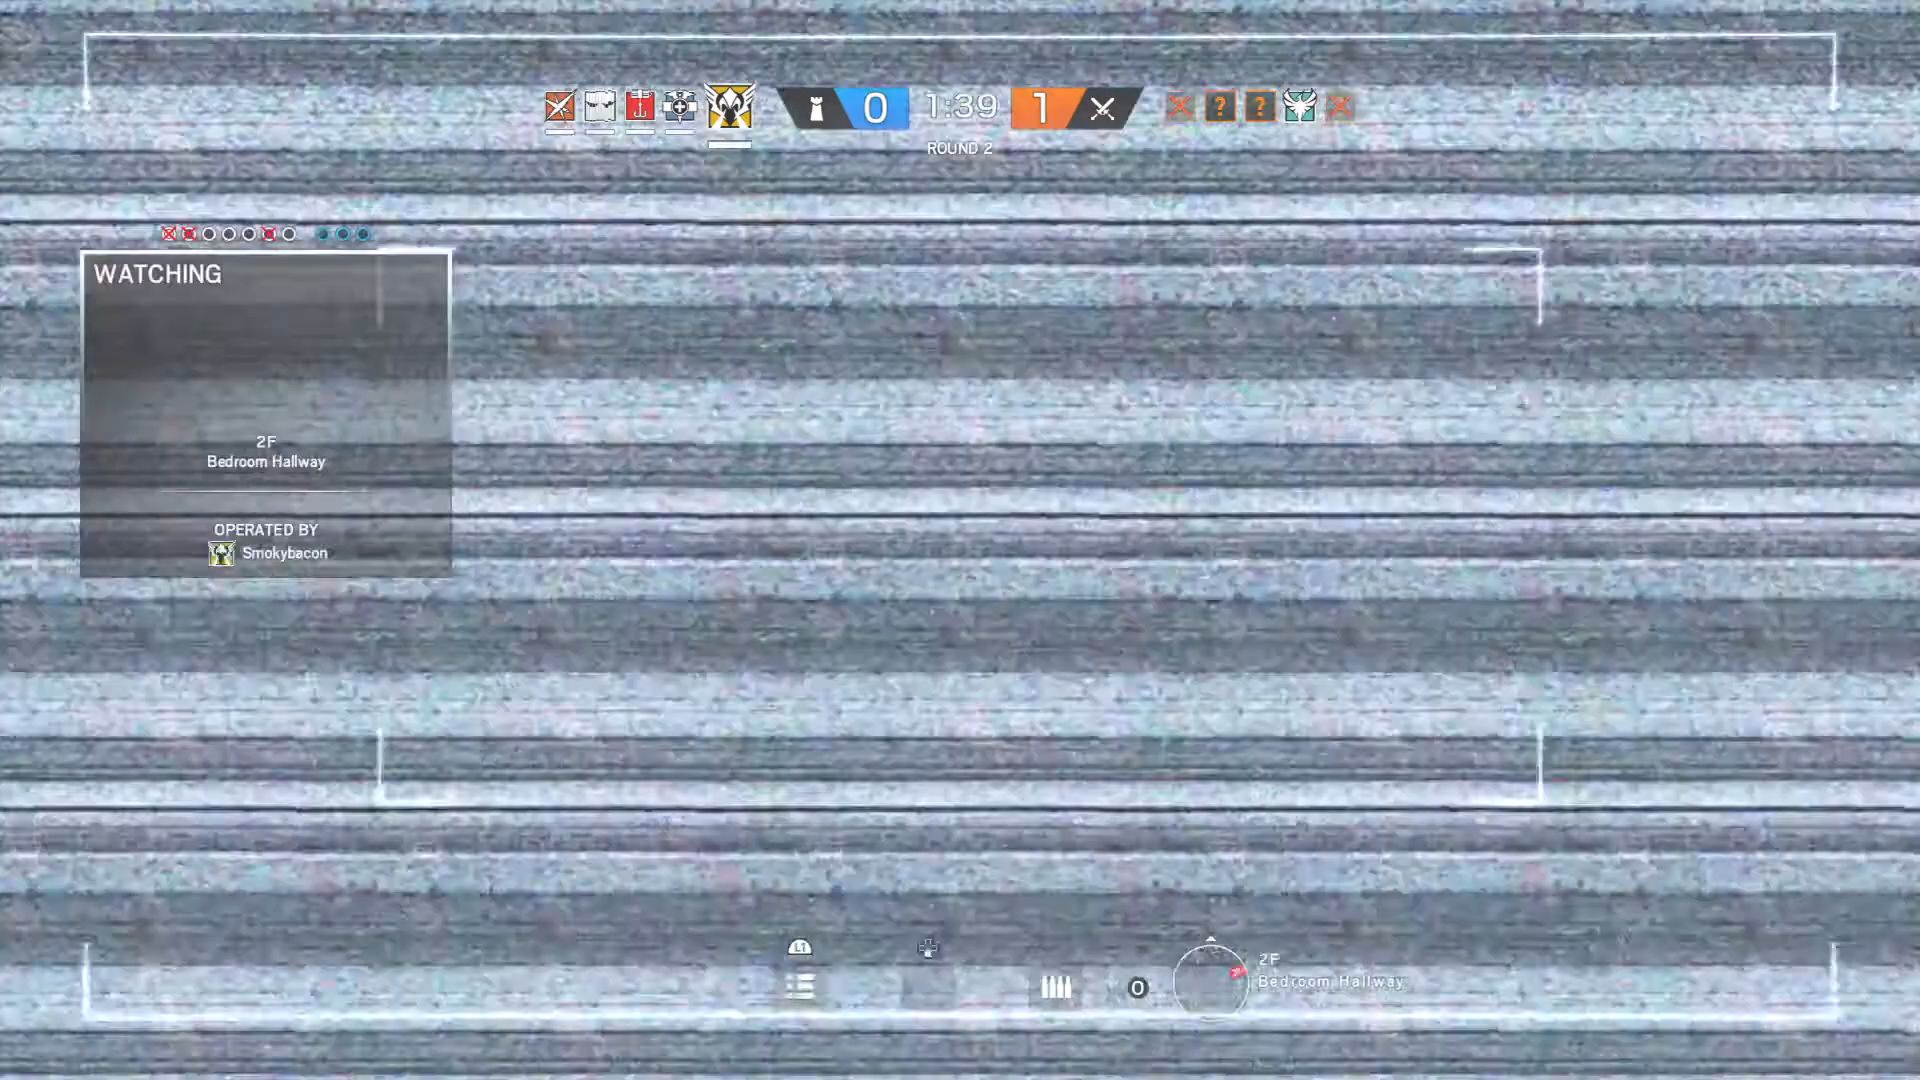 0 1:39 1
? ?
ROUND 2
WATCHING
2F
Bedroom Hallway
OPERATED BY
Smokybacon
L1
0
2F
Bedroom Hallway